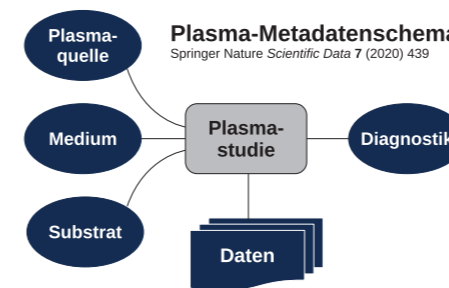 Plasma-Metadatenschema
Springer Nature Scientific Data 7 (2020) 439
Plasma-
quelle
Medium
Substrat
Plasma-
studie
Diagnostik
Daten